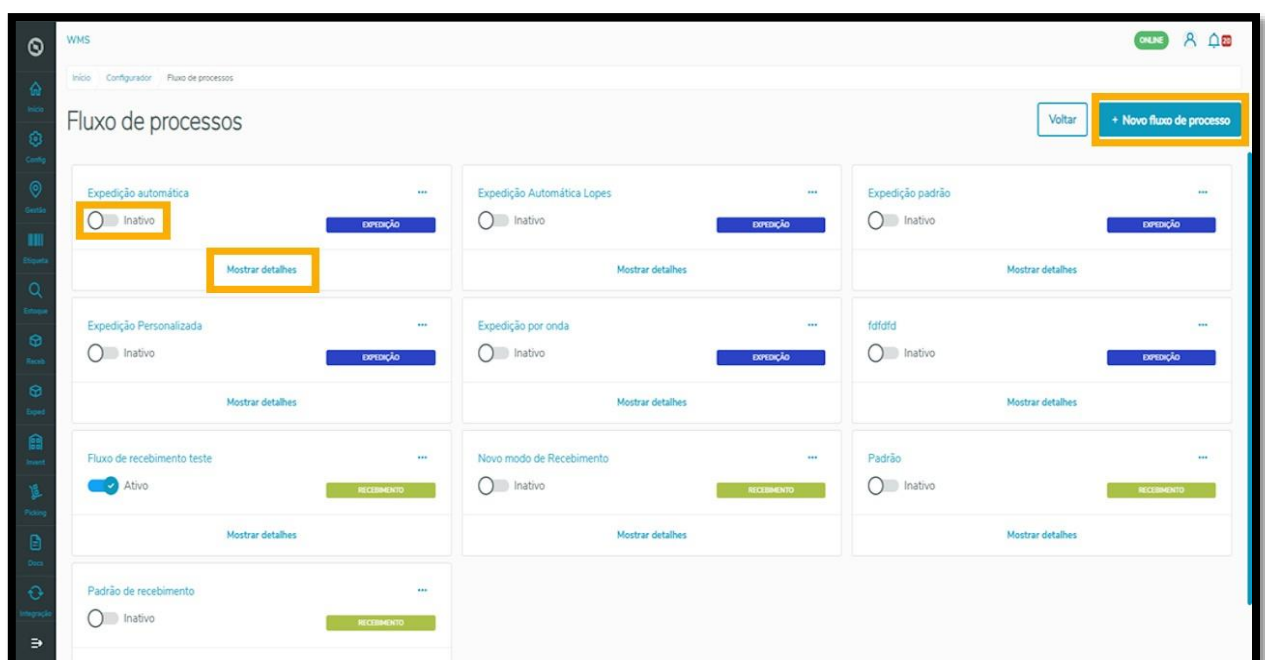 WMS
ONLINE
20
Início Configurador Fluxo de processos
Fluxo de processos
Voltar
+ Novo fluxo de processo
Início
Config
Gestão
Etiqueta
Estoque
Receb
Exped
Invent
Picking
Docs
Integração
Expedição automática ...
Inativo
EXPEDIÇÃO
Mostrar detalhes
Expedição Automática Lopes ...
Inativo
EXPEDIÇÃO
Mostrar detalhes
Expedição padrão ...
Inativo
EXPEDIÇÃO
Mostrar detalhes
Expedição Personalizada ...
Inativo
EXPEDIÇÃO
Mostrar detalhes
Expedição por onda ...
Inativo
EXPEDIÇÃO
Mostrar detalhes
fdfdfd ...
Inativo
EXPEDIÇÃO
Mostrar detalhes
Fluxo de recebimento teste ...
Ativo
RECEBIMENTO
Mostrar detalhes
Novo modo de Recebimento ...
Inativo
RECEBIMENTO
Mostrar detalhes
Padrão ...
Inativo
RECEBIMENTO
Mostrar detalhes
Padrão de recebimento ...
Inativo
RECEBIMENTO